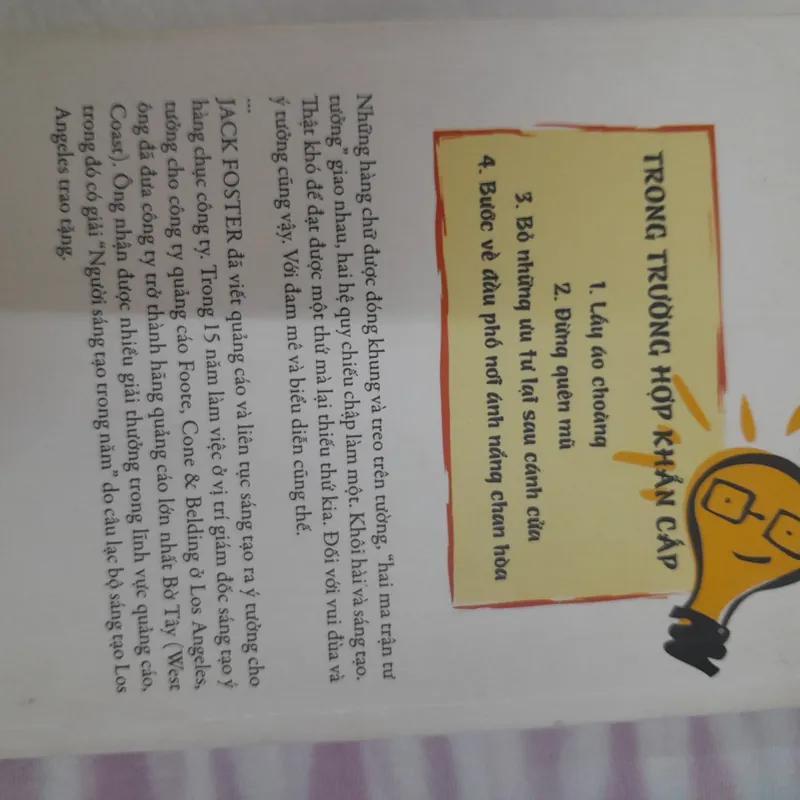 TRONG TRƯỜNG HỢP KHẨN CẤP
1. Lấy áo choàng
2. Đừng quên mũ
3. Bỏ những ưu tư lại sau cánh cửa
4. Bước về đầu phố nơi ánh nắng chan hòa
Những hàng chữ được đóng khung và treo trên tường, “hai ma trận tư
tưởng” giao nhau, hai hệ quy chiếu chập làm một. Khôi hài và sáng tạo.
Thật khó để đạt được một thứ mà lại thiếu thứ kia. Đối với vui đùa và
ý tưởng cũng vậy. Với đam mê và biểu diễn cũng thế.
...
JACK FOSTER đã viết quảng cáo và liên tục sáng tạo ra ý tưởng cho
hàng chục công ty. Trong 15 năm làm việc ở vị trí giám đốc sáng tạo ý
tưởng cho công ty quảng cáo Foote, Cone & Belding ở Los Angeles,
ông đã đưa công ty trở thành hãng quảng cáo lớn nhất Bờ Tây (West
Coast). Ông nhận được nhiều giải thưởng trong lĩnh vực quảng cáo,
trong đó có giải “Người sáng tạo trong năm” do câu lạc bộ sáng tạo Los
Angeles trao tặng.